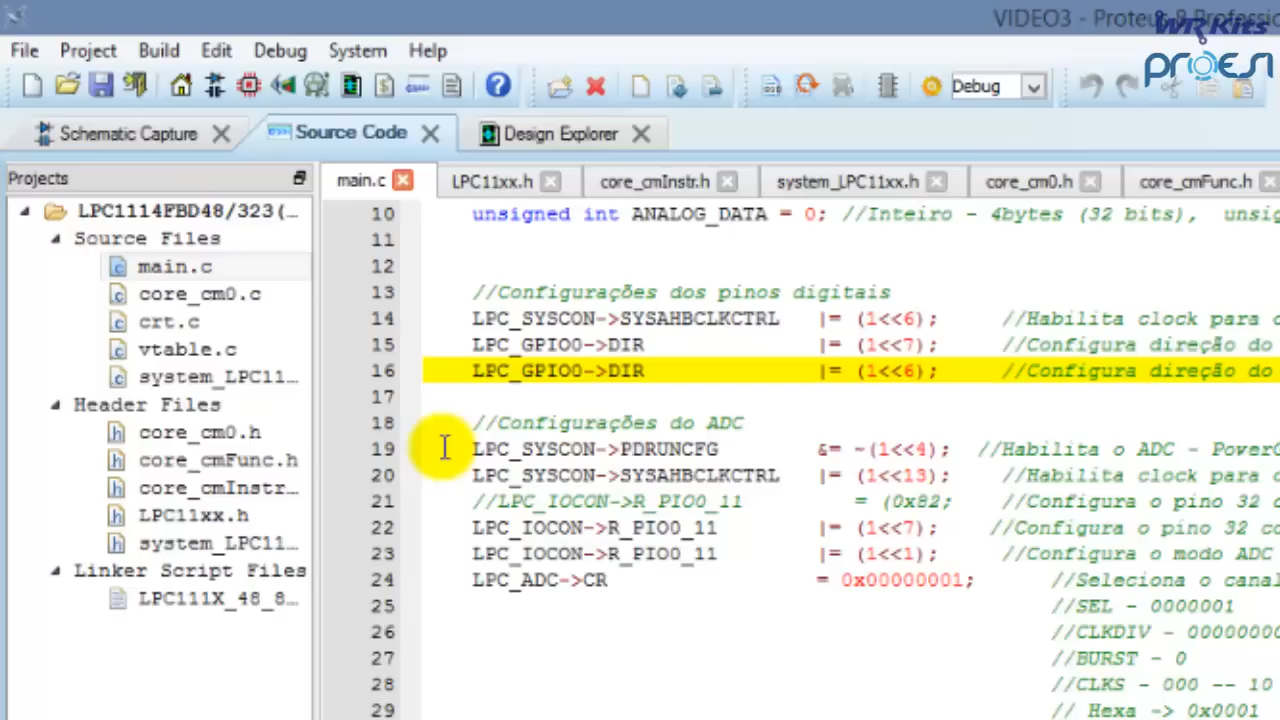 VIDEO3 - Proteus 8 Professio
WRKits
PROESI
File Project Build Edit Debug System Help
Debug
Schematic Capture Source Code Design Explorer
Projects
main.c LPC11xx.h core_cmInstr.h system_LPC11xx.h core_cm0.h core_cmFunc.h
LPC1114FBD48/323(…
Source Files
main.c
core_cm0.c
crt.c
vtable.c
system_LPC11…
Header Files
core_cm0.h
core_cmFunc.h
core_cmInstr…
LPC11xx.h
system_LPC11…
Linker Script Files
LPC111X_48_8…
10 unsigned int ANALOG_DATA = 0; //Inteiro - 4bytes (32 bits), unsig
11
12
13 //Configurações dos pinos digitais
14 LPC_SYSCON->SYSAHBCLKCTRL |= (1<<6); //Habilita clock para
15 LPC_GPIO0->DIR |= (1<<7); //Configura direção do
16 LPC_GPIO0->DIR |= (1<<6); //Configura direção do
17
18 //Configurações do ADC
19 LPC_SYSCON->PDRUNCFG &= ~(1<<4); //Habilita o ADC - Power
20 LPC_SYSCON->SYSAHBCLKCTRL |= (1<<13); //Habilita clock para
21 //LPC_IOCON->R_PIO0_11 = (0x82; //Configura o pino 32 c
22 LPC_IOCON->R_PIO0_11 |= (1<<7); //Configura o pino 32 co
23 LPC_IOCON->R_PIO0_11 |= (1<<1); //Configura o modo ADC
24 LPC_ADC->CR = 0x00000001; //Seleciona o canal
25 //SEL - 0000001
26 //CLKDIV - 0000000
27 //BURST - 0
28 //CLKS - 000 -- 10
29 // Hexa -> 0x0001